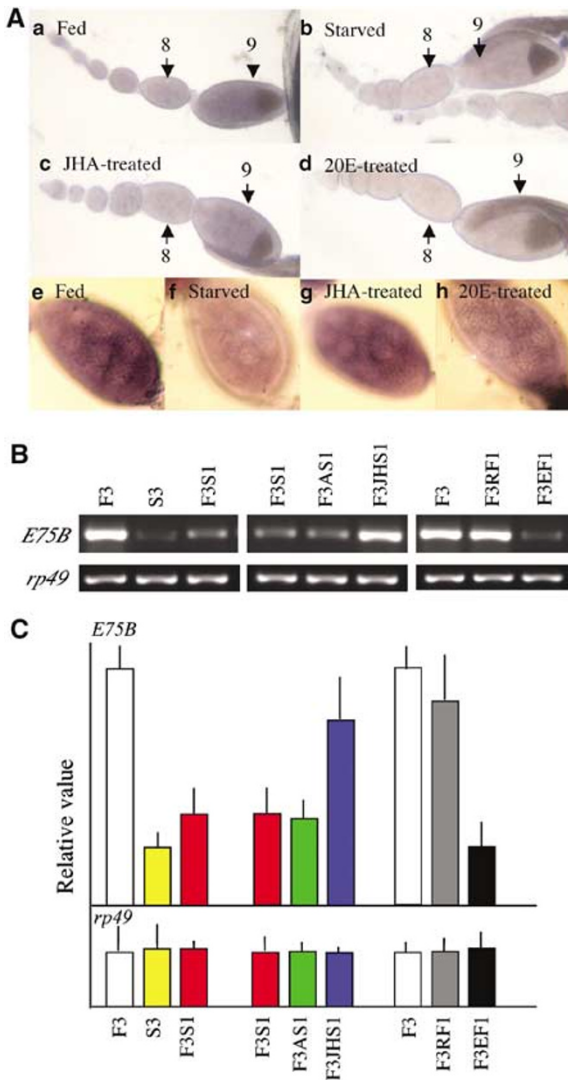 A
a Fed
8
9
b Starved
8
9
c JHA-treated
8
9
d 20E-treated
8
9
e Fed
f Starved
g JHA-treated
h 20E-treated
B
F3
S3
F3S1
F3S1
F3AS1
F3JHS1
F3
F3RF1
F3EF1
E75B
rp49
C
E75B
Relative value
rp49
F3
S3
F3S1
F3S1
F3AS1
F3JHS1
F3
F3RF1
F3EF1